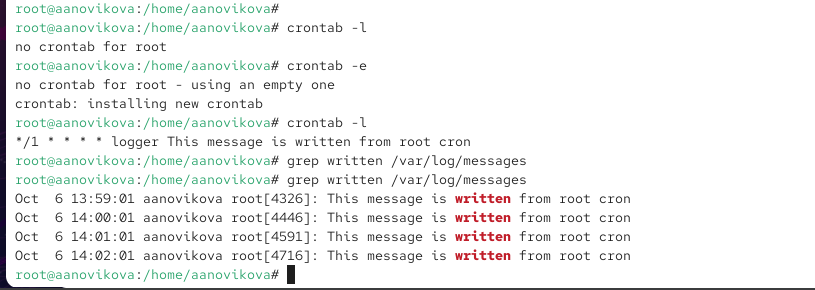 root@aanovikova:/home/aanovikova#
root@aanovikova:/home/aanovikova# crontab -l
no crontab for root
root@aanovikova:/home/aanovikova# crontab -e
no crontab for root - using an empty one
crontab: installing new crontab
root@aanovikova:/home/aanovikova# crontab -l
*/1 * * * * logger This message is written from root cron
root@aanovikova:/home/aanovikova# grep written /var/log/messages
root@aanovikova:/home/aanovikova# grep written /var/log/messages
Oct  6 13:59:01 aanovikova root[4326]: This message is written from root cron
Oct  6 14:00:01 aanovikova root[4446]: This message is written from root cron
Oct  6 14:01:01 aanovikova root[4591]: This message is written from root cron
Oct  6 14:02:01 aanovikova root[4716]: This message is written from root cron
root@aanovikova:/home/aanovikova#